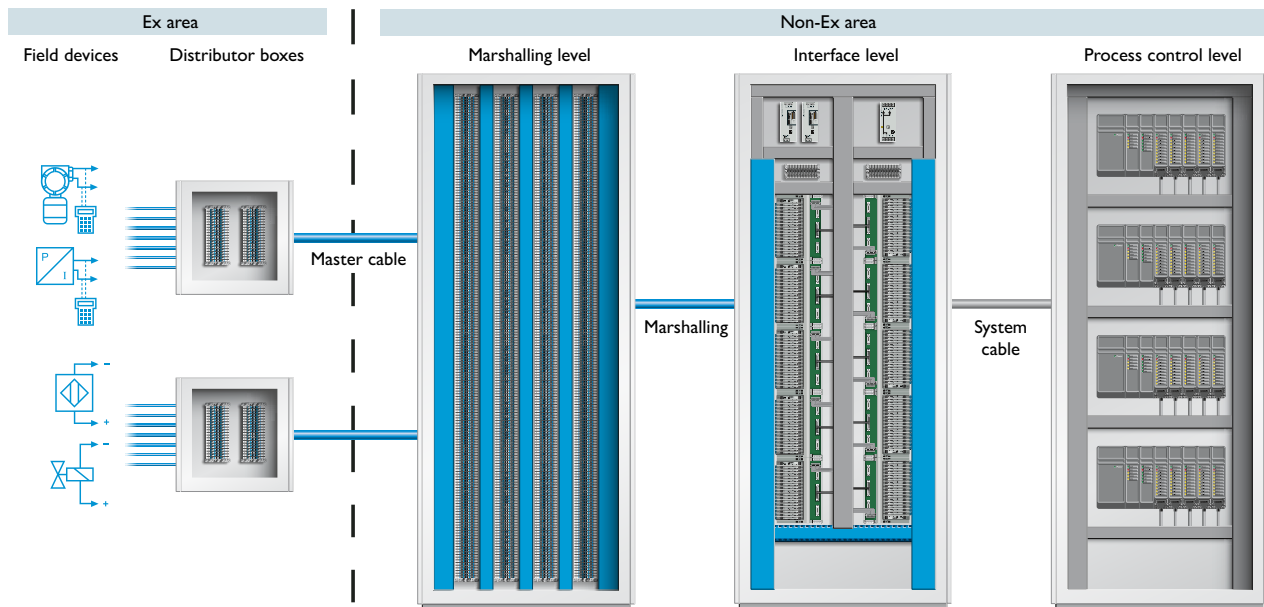 Ex area
Non-Ex area
Field devices
Distributor boxes
Marshalling level
Interface level
Process control level
P
I
Master cable
Marshalling
System
cable
–
+
–
+